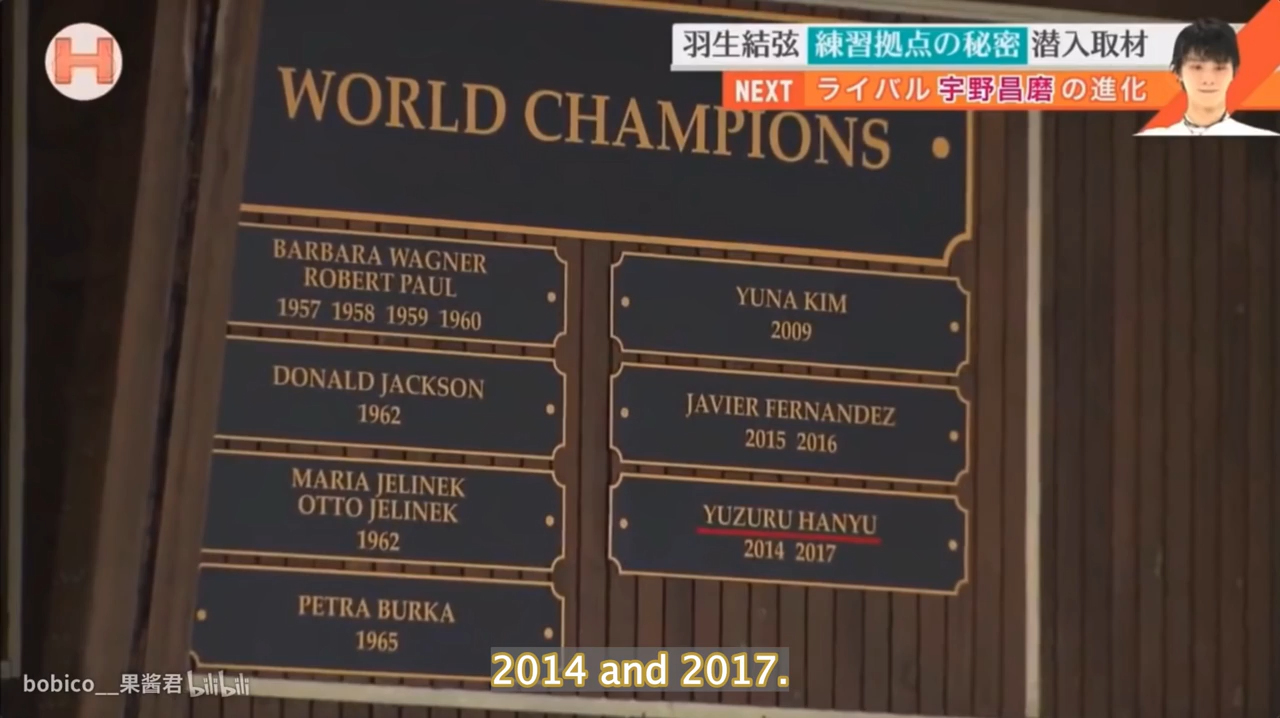 H
羽生結弦 練習拠点の秘密 潜入取材
NEXT ライバル 宇野昌磨 の進化
WORLD CHAMPIONS
BARBARA WAGNER
ROBERT PAUL
1957 1958 1959 1960
DONALD JACKSON
1962
MARIA JELINEK
OTTO JELINEK
1962
PETRA BURKA
1965
YUNA KIM
2009
JAVIER FERNANDEZ
2015 2016
YUZURU HANYU
2014 2017
2014 and 2017.
bobico__果酱君 bilibili